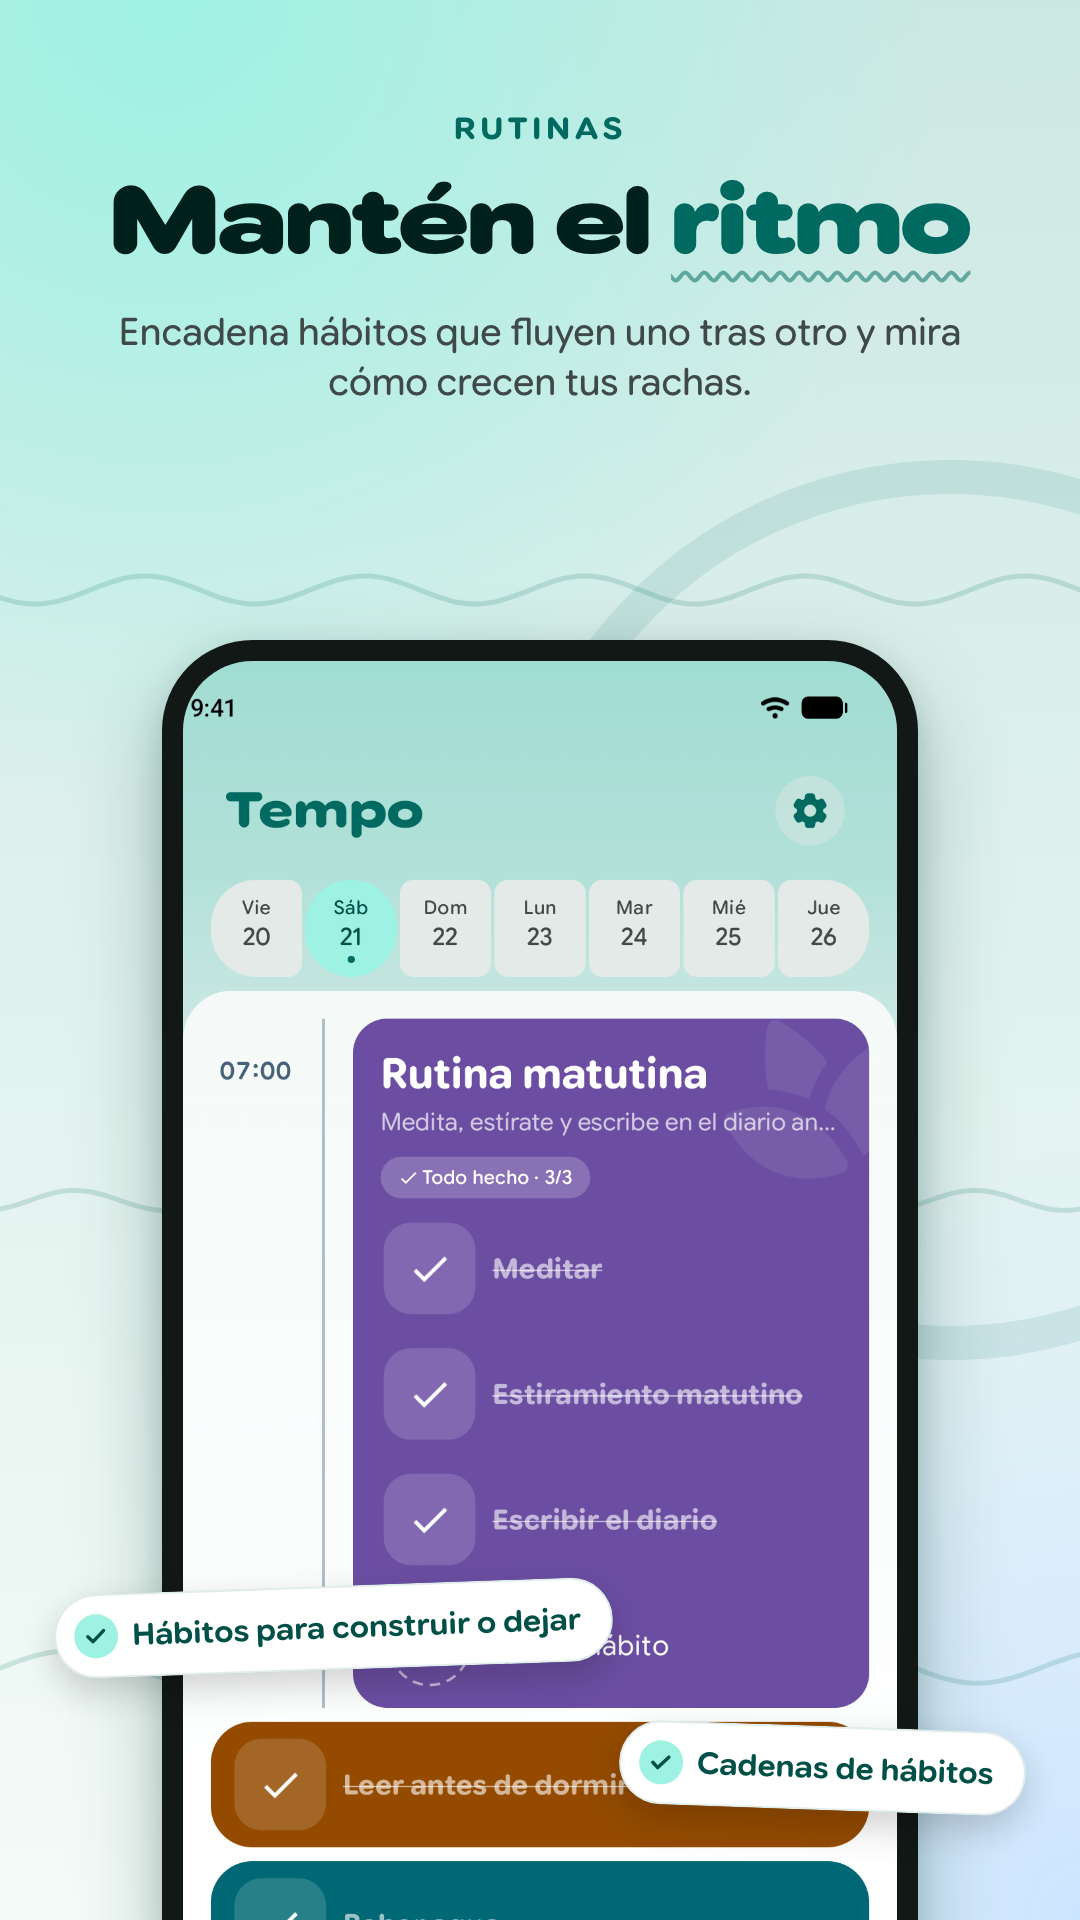 RUTINAS
Mantén el ritmo
Encadena hábitos que fluyen uno tras otro y mira
cómo crecen tus rachas.
9:41
Tempo
Vie Sáb Dom Lun Mar Mié Jue
20 21 22 23 24 25 26
07:00
Rutina matutina
Medita, estírate y escribe en el diario an...
Todo hecho · 3/3
Meditar
Estiramiento matutino
Escribir el diario
Hábitos para construir o dejar
ábito
Leer antes de dormir
Cadenas de hábitos